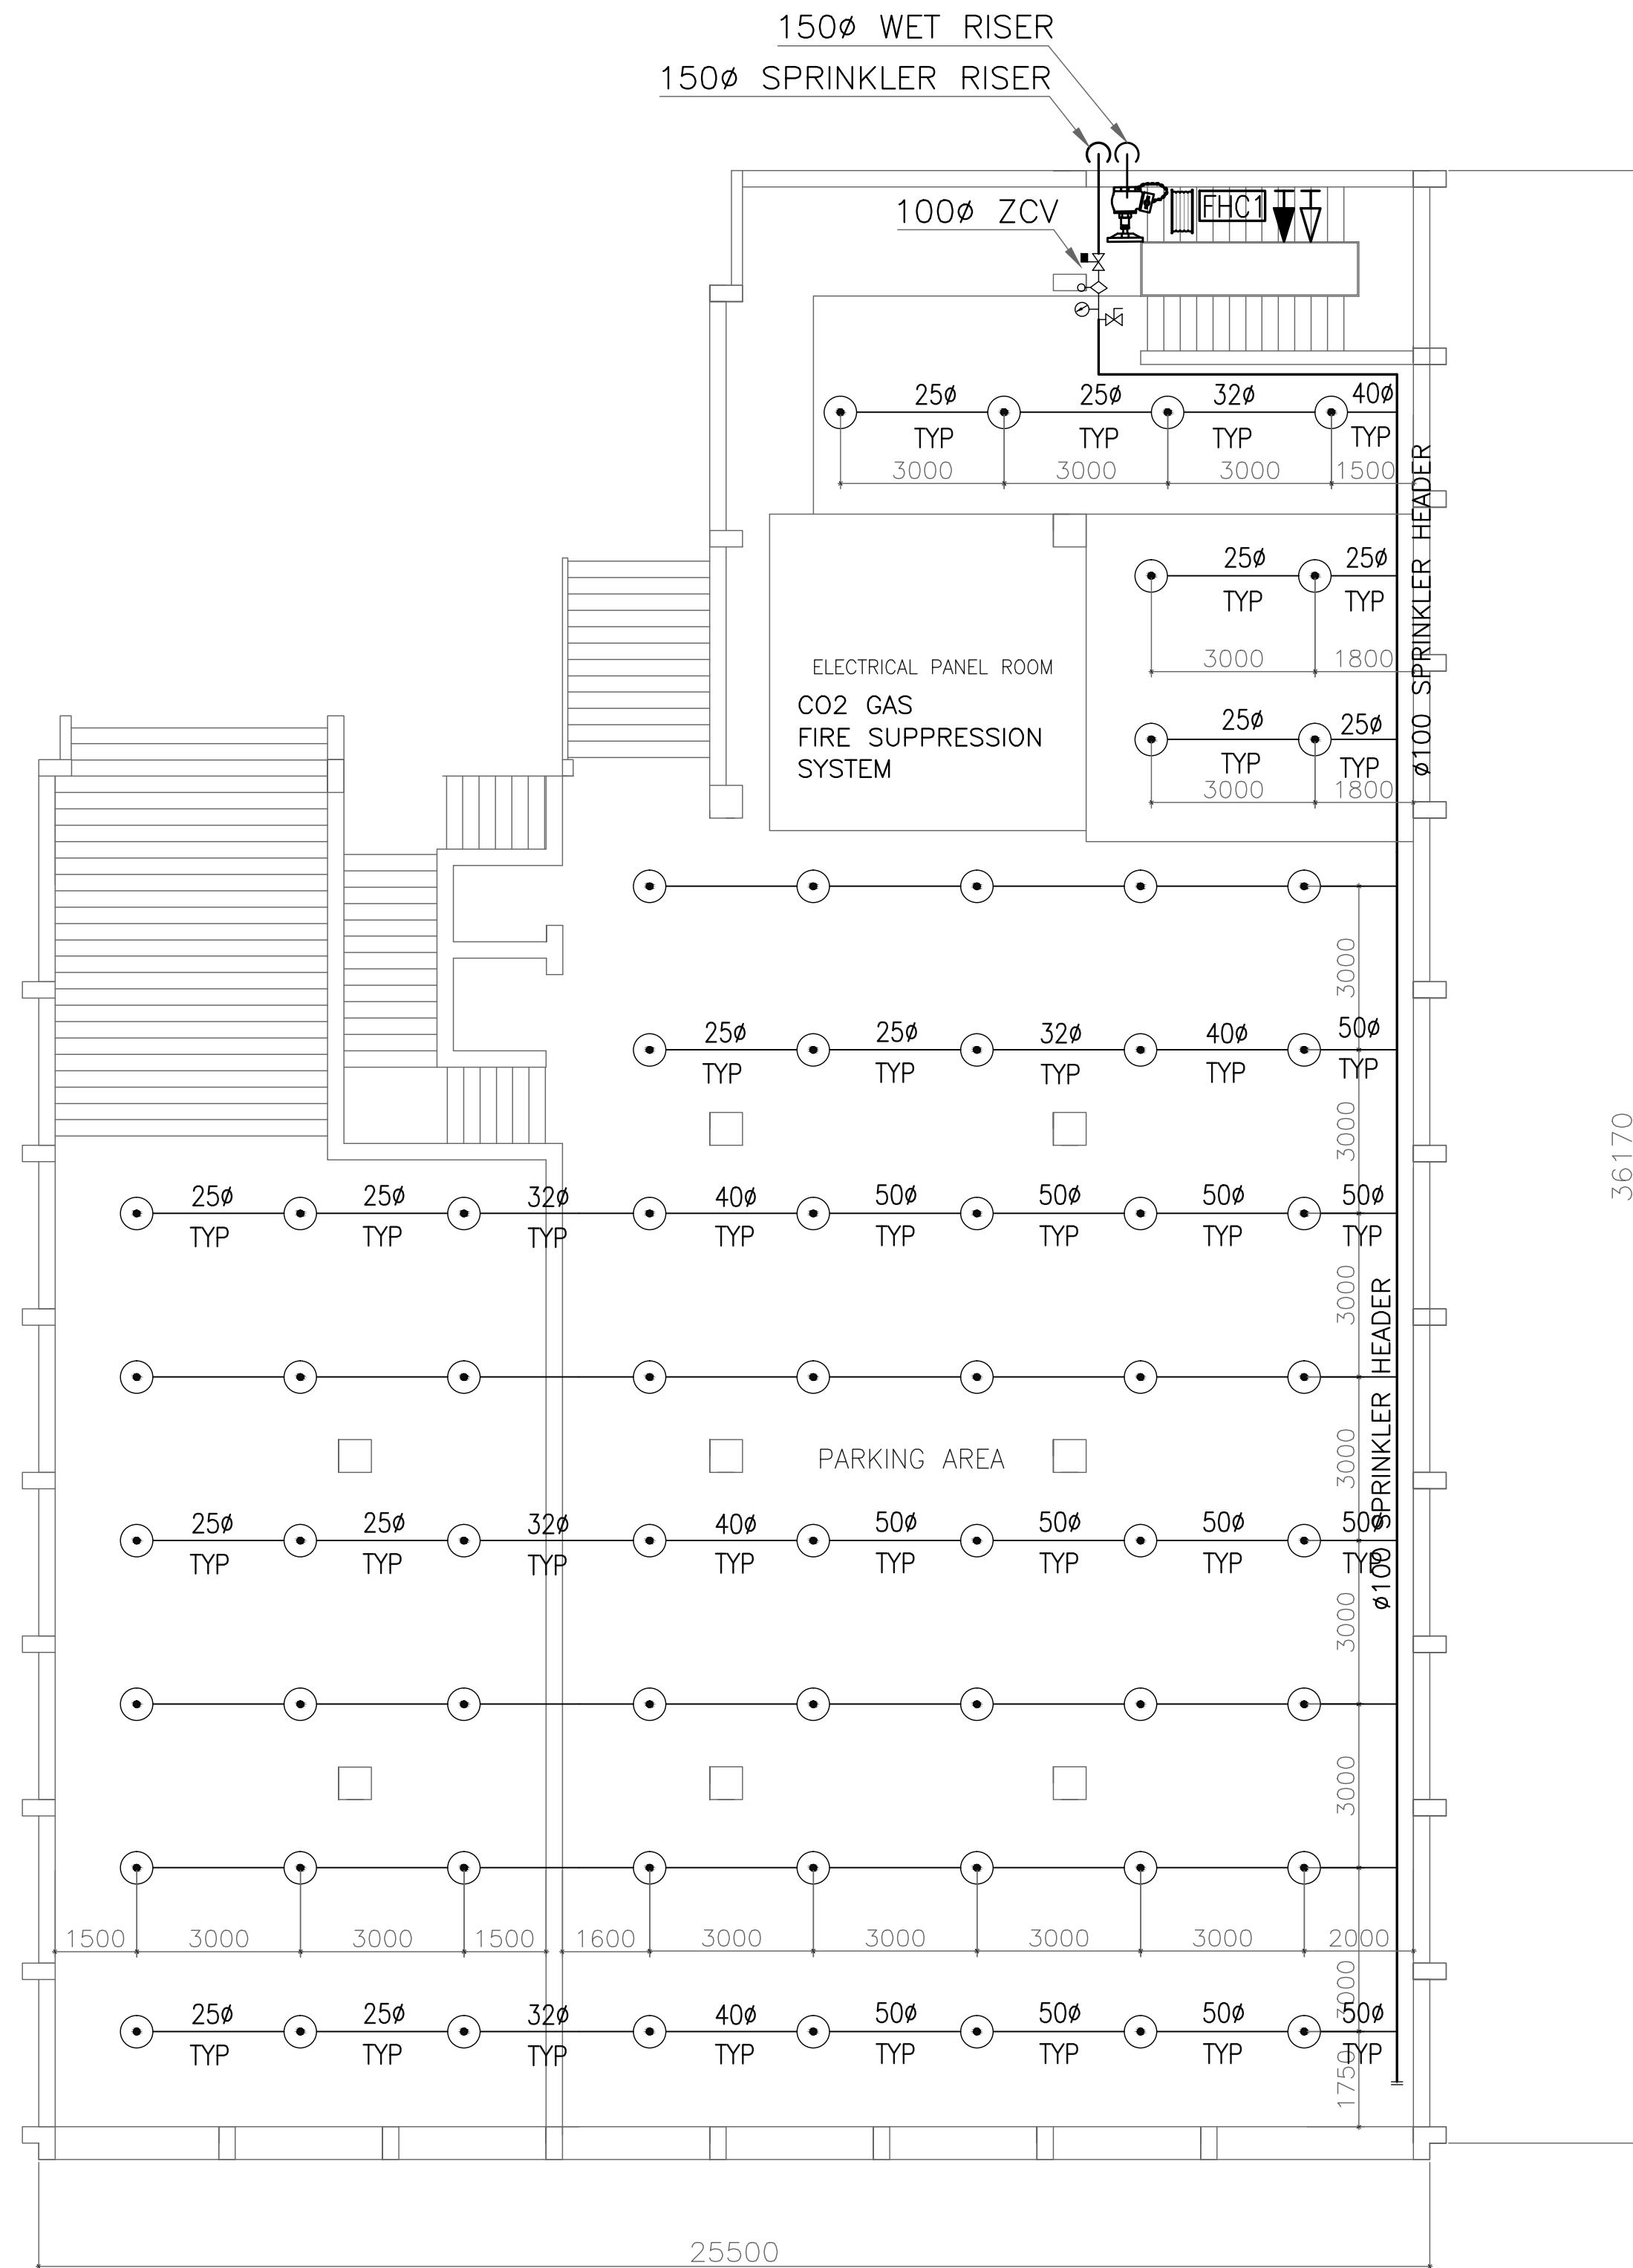 150ø WET RISER
150ø SPRINKLER RISER
100ø ZCV
FHC1
25ø 25ø 32ø 40ø
TYP TYP TYP TYP
3000 3000 3000 1500
ø100 SPRINKLER HEADER
25ø 25ø
TYP TYP
3000 1800
ELECTRICAL PANEL ROOM
CO2 GAS
FIRE SUPPRESSION
SYSTEM
25ø 25ø
TYP TYP
3000 1800
3000
25ø 25ø 32ø 40ø 50ø
TYP TYP TYP TYP TYP
3000
36170
25ø 25ø 32ø 40ø 50ø 50ø 50ø 50ø
TYP TYP TYP TYP TYP TYP TYP TYP
3000
ø100 SPRINKLER HEADER
PARKING AREA
3000
25ø 25ø 32ø 40ø 50ø 50ø 50ø 50ø
TYP TYP TYP TYP TYP TYP TYP TYP
3000
3000
1500 3000 3000 1500 1600 3000 3000 3000 3000 2000
3000
25ø 25ø 32ø 40ø 50ø 50ø 50ø 50ø
TYP TYP TYP TYP TYP TYP TYP TYP
1750
25500